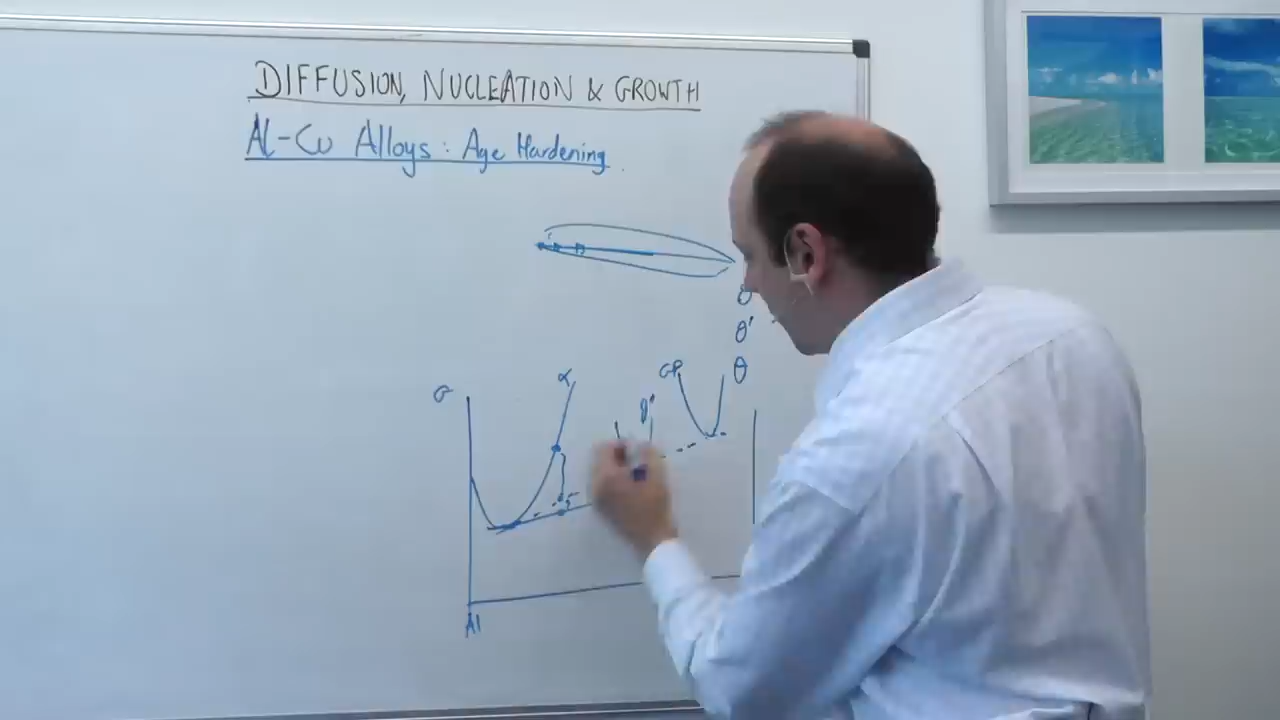 DIFFUSION, NUCLEATION & GROWTH
Al-Cu Alloys: Age Hardening
θ'
θ
GP
α
G
Al